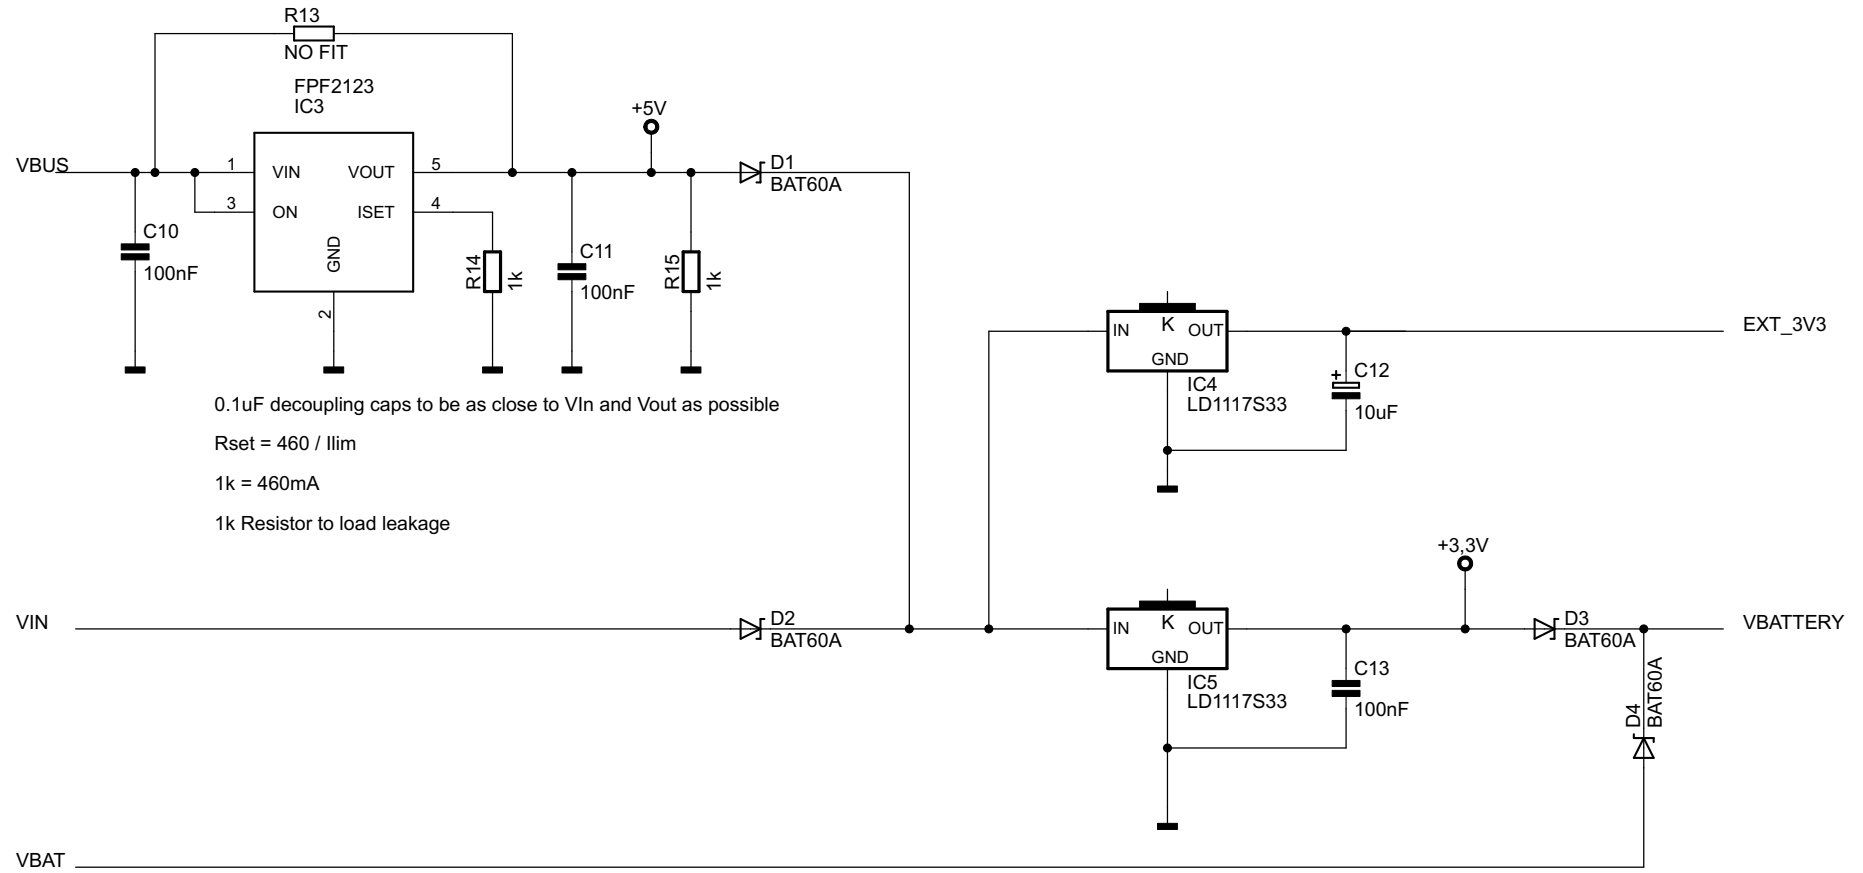 R13
NO FIT
FPF2123
IC3
+5V
VBUS
1
VIN
VOUT
5
D1
BAT60A
3
ON
ISET
4
GND
2
C10
100nF
R14
1k
C11
100nF
R15
1k
0.1uF decoupling caps to be as close to VIn and Vout as possible
Rset = 460 / Ilim
1k = 460mA
1k Resistor to load leakage
IN
K
OUT
GND
IC4
LD1117S33
EXT_3V3
+
C12
10uF
+3,3V
VIN
D2
BAT60A
IN
K
OUT
GND
IC5
LD1117S33
C13
100nF
D3
BAT60A
VBATTERY
D4
BAT60A
VBAT